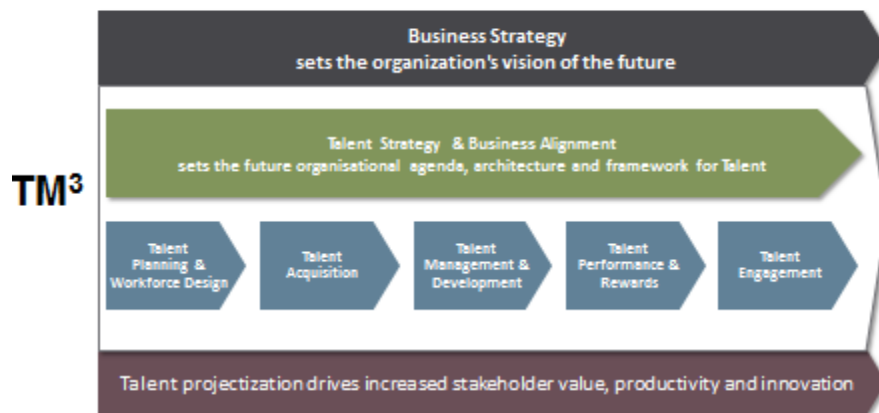 Business Strategy
sets the organization's vision of the future
Talent Strategy & Business Alignment
sets the future organisational agenda, architecture and framework for Talent
TM³
Talent
Planning &
Workforce Design
Talent
Acquisition
Talent
Management &
Development
Talent
Performance &
Rewards
Talent
Engagement
Talent projectization drives increased stakeholder value, productivity and innovation